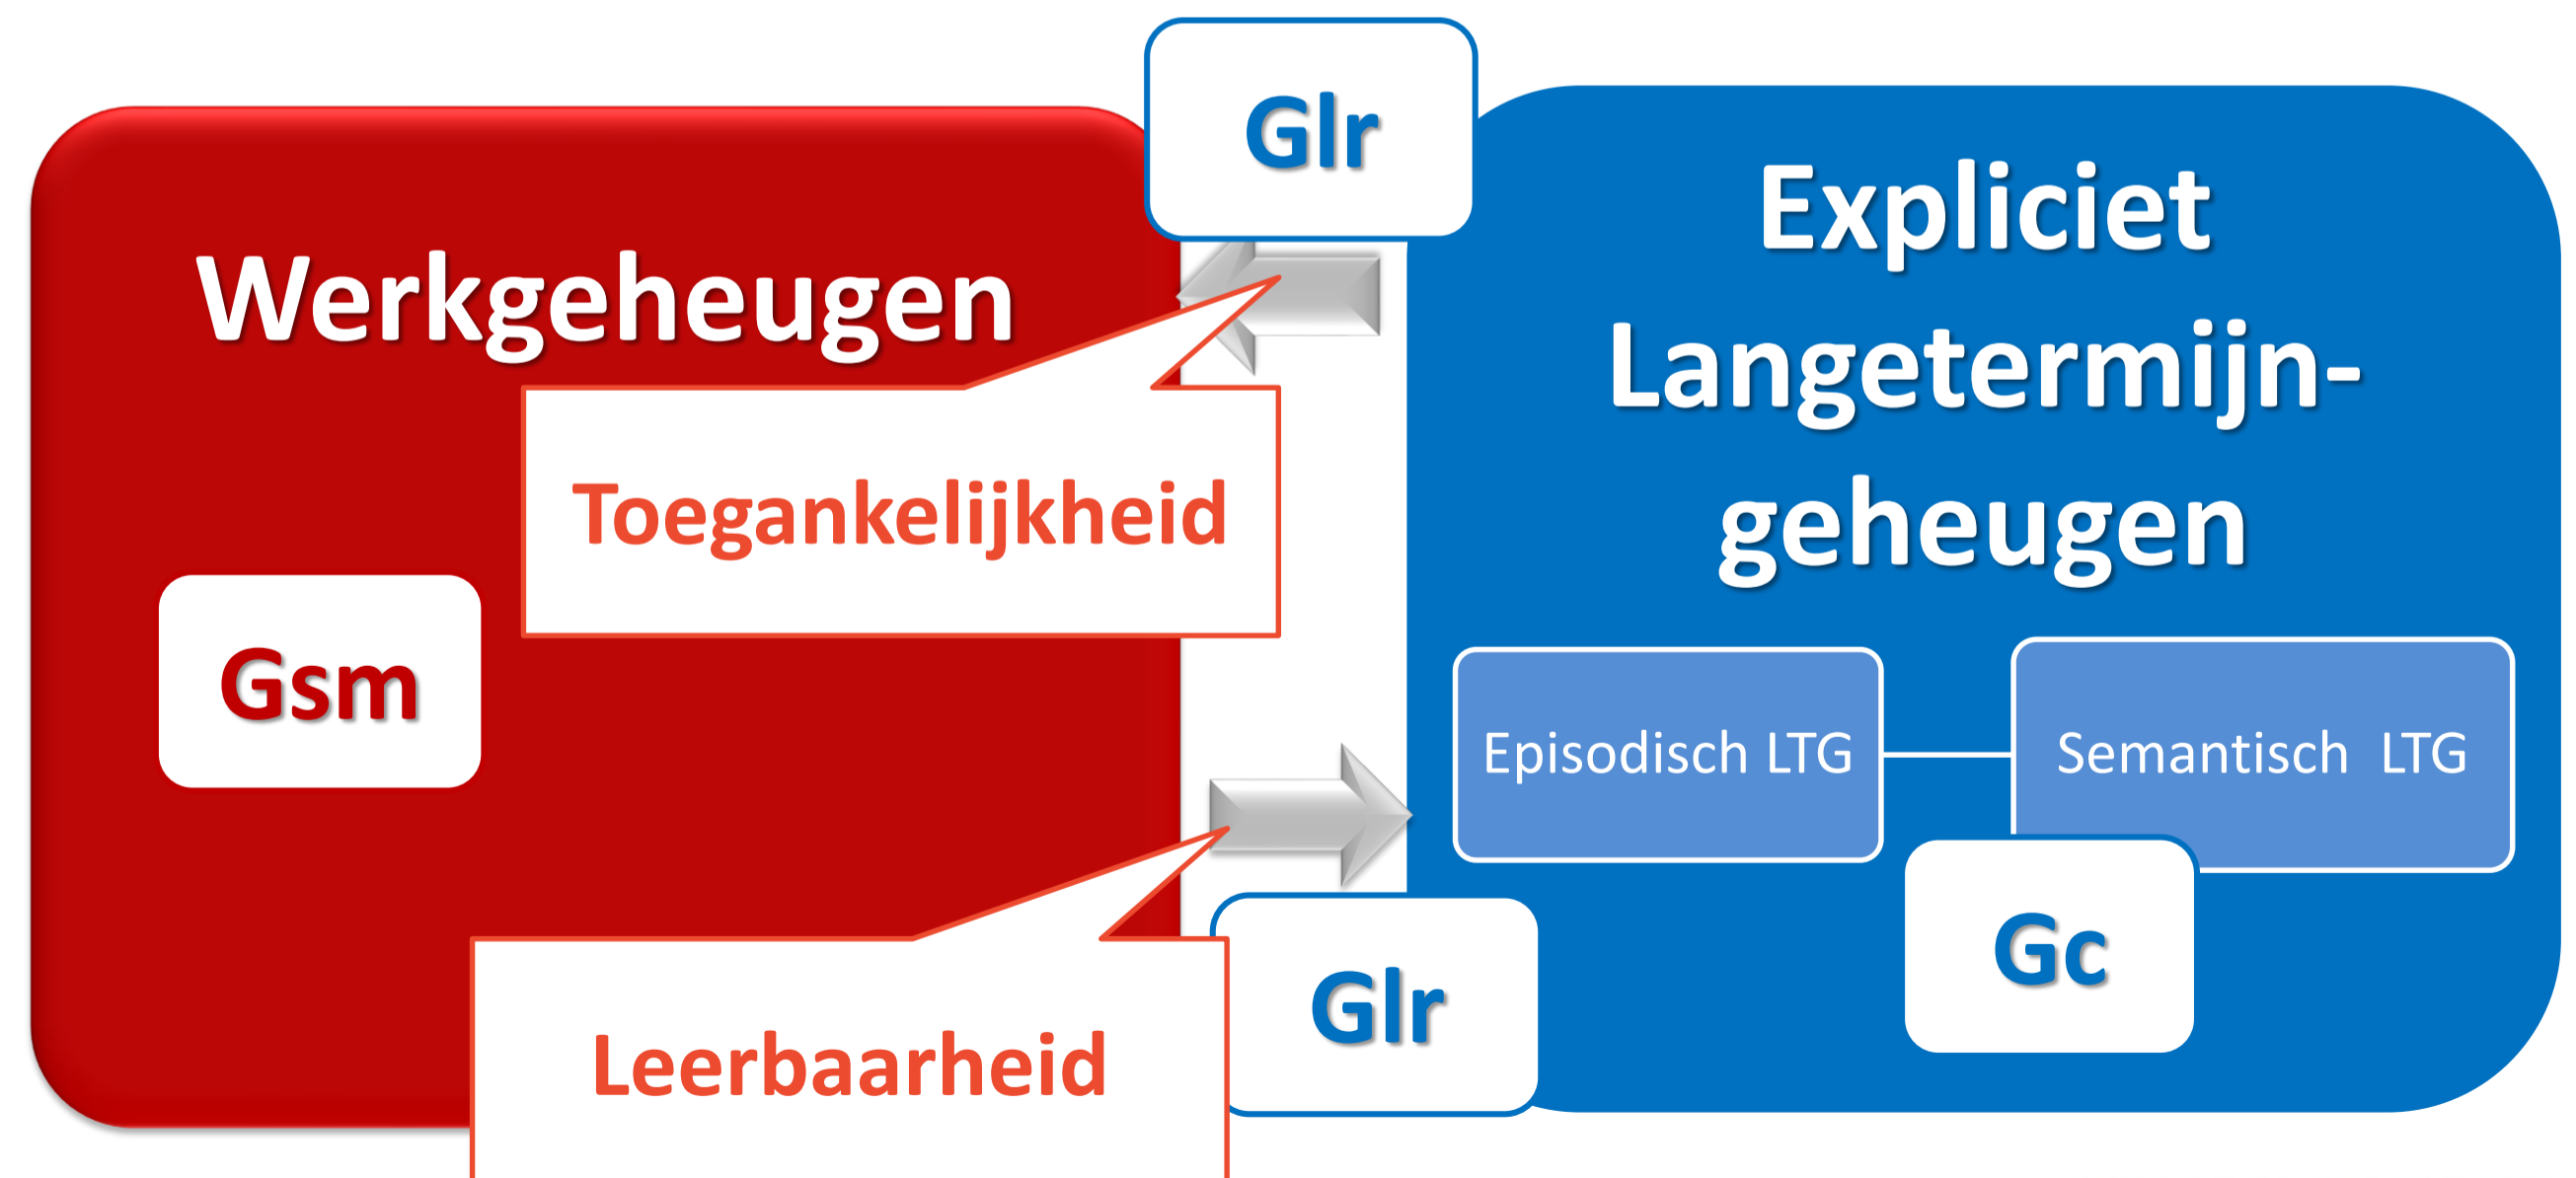 Glr
Werkgeheugen
Expliciet
Langetermijn-
geheugen
Toegankelijkheid
Gsm
Episodisch LTG
Semantisch LTG
Gc
Glr
Leerbaarheid